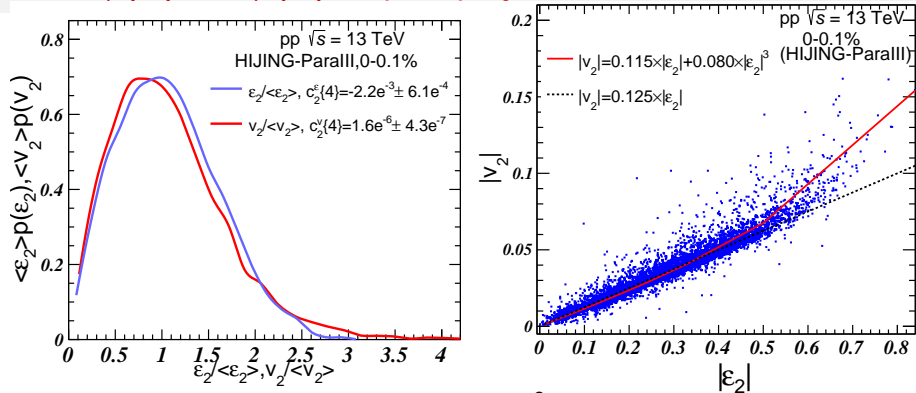 pp √s = 13 TeV
HIJING-ParaIII,0-0.1%
ε₂/<ε₂>, c₂^ε{4}=-2.2e⁻³± 6.1e⁻⁴
v₂/<v₂>, c₂^v{4}=1.6e⁻⁶± 4.3e⁻⁷
<ε₂>p(ε₂),<v₂>p(v₂)
0.8
0.6
0.4
0.2
0
0 0.5 1 1.5 2 2.5 3 3.5 4
ε₂/<ε₂>,v₂/<v₂>
pp √s = 13 TeV
0-0.1%
(HIJING-ParaIII)
|v₂|=0.115×|ε₂|+0.080×|ε₂|³
|v₂|=0.125×|ε₂|
|v₂|
0.2
0.15
0.1
0.05
0
0 0.1 0.2 0.3 0.4 0.5 0.6 0.7 0.8
|ε₂|